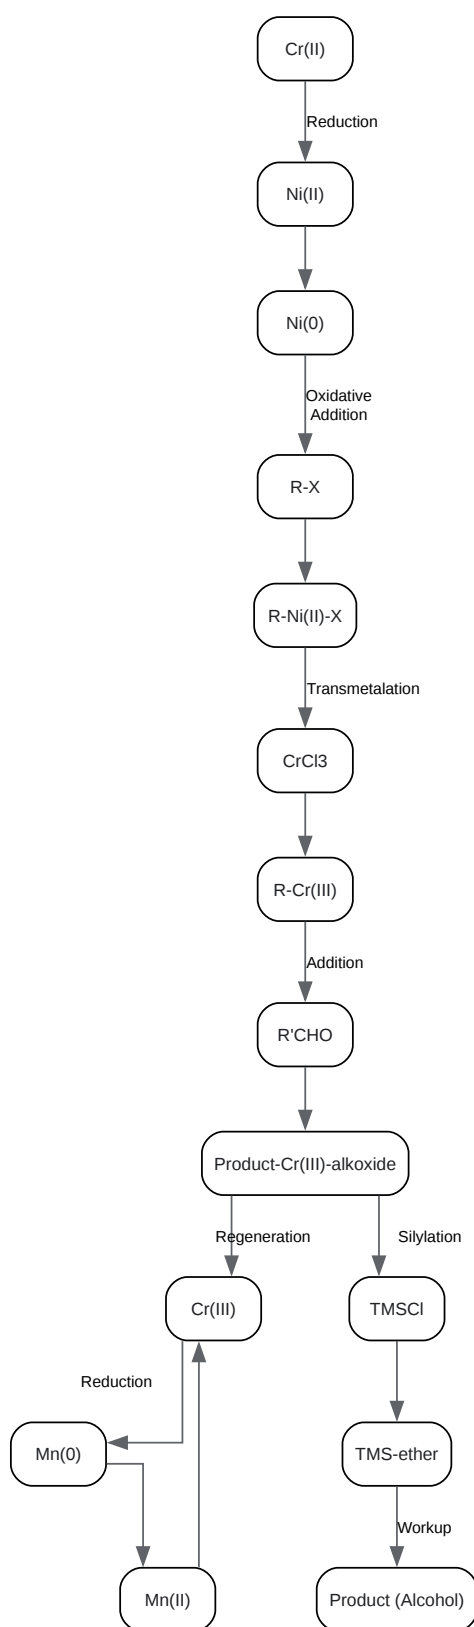 Cr(II)
Reduction
Ni(II)
Ni(0)
Oxidative
Addition
R-X
R-Ni(II)-X
Transmetalation
CrCl3
R-Cr(III)
Addition
R'CHO
Product-Cr(III)-alkoxide
Regeneration
Silylation
Cr(III)
TMSCl
Reduction
Mn(0)
TMS-ether
Workup
Mn(II)
Product (Alcohol)